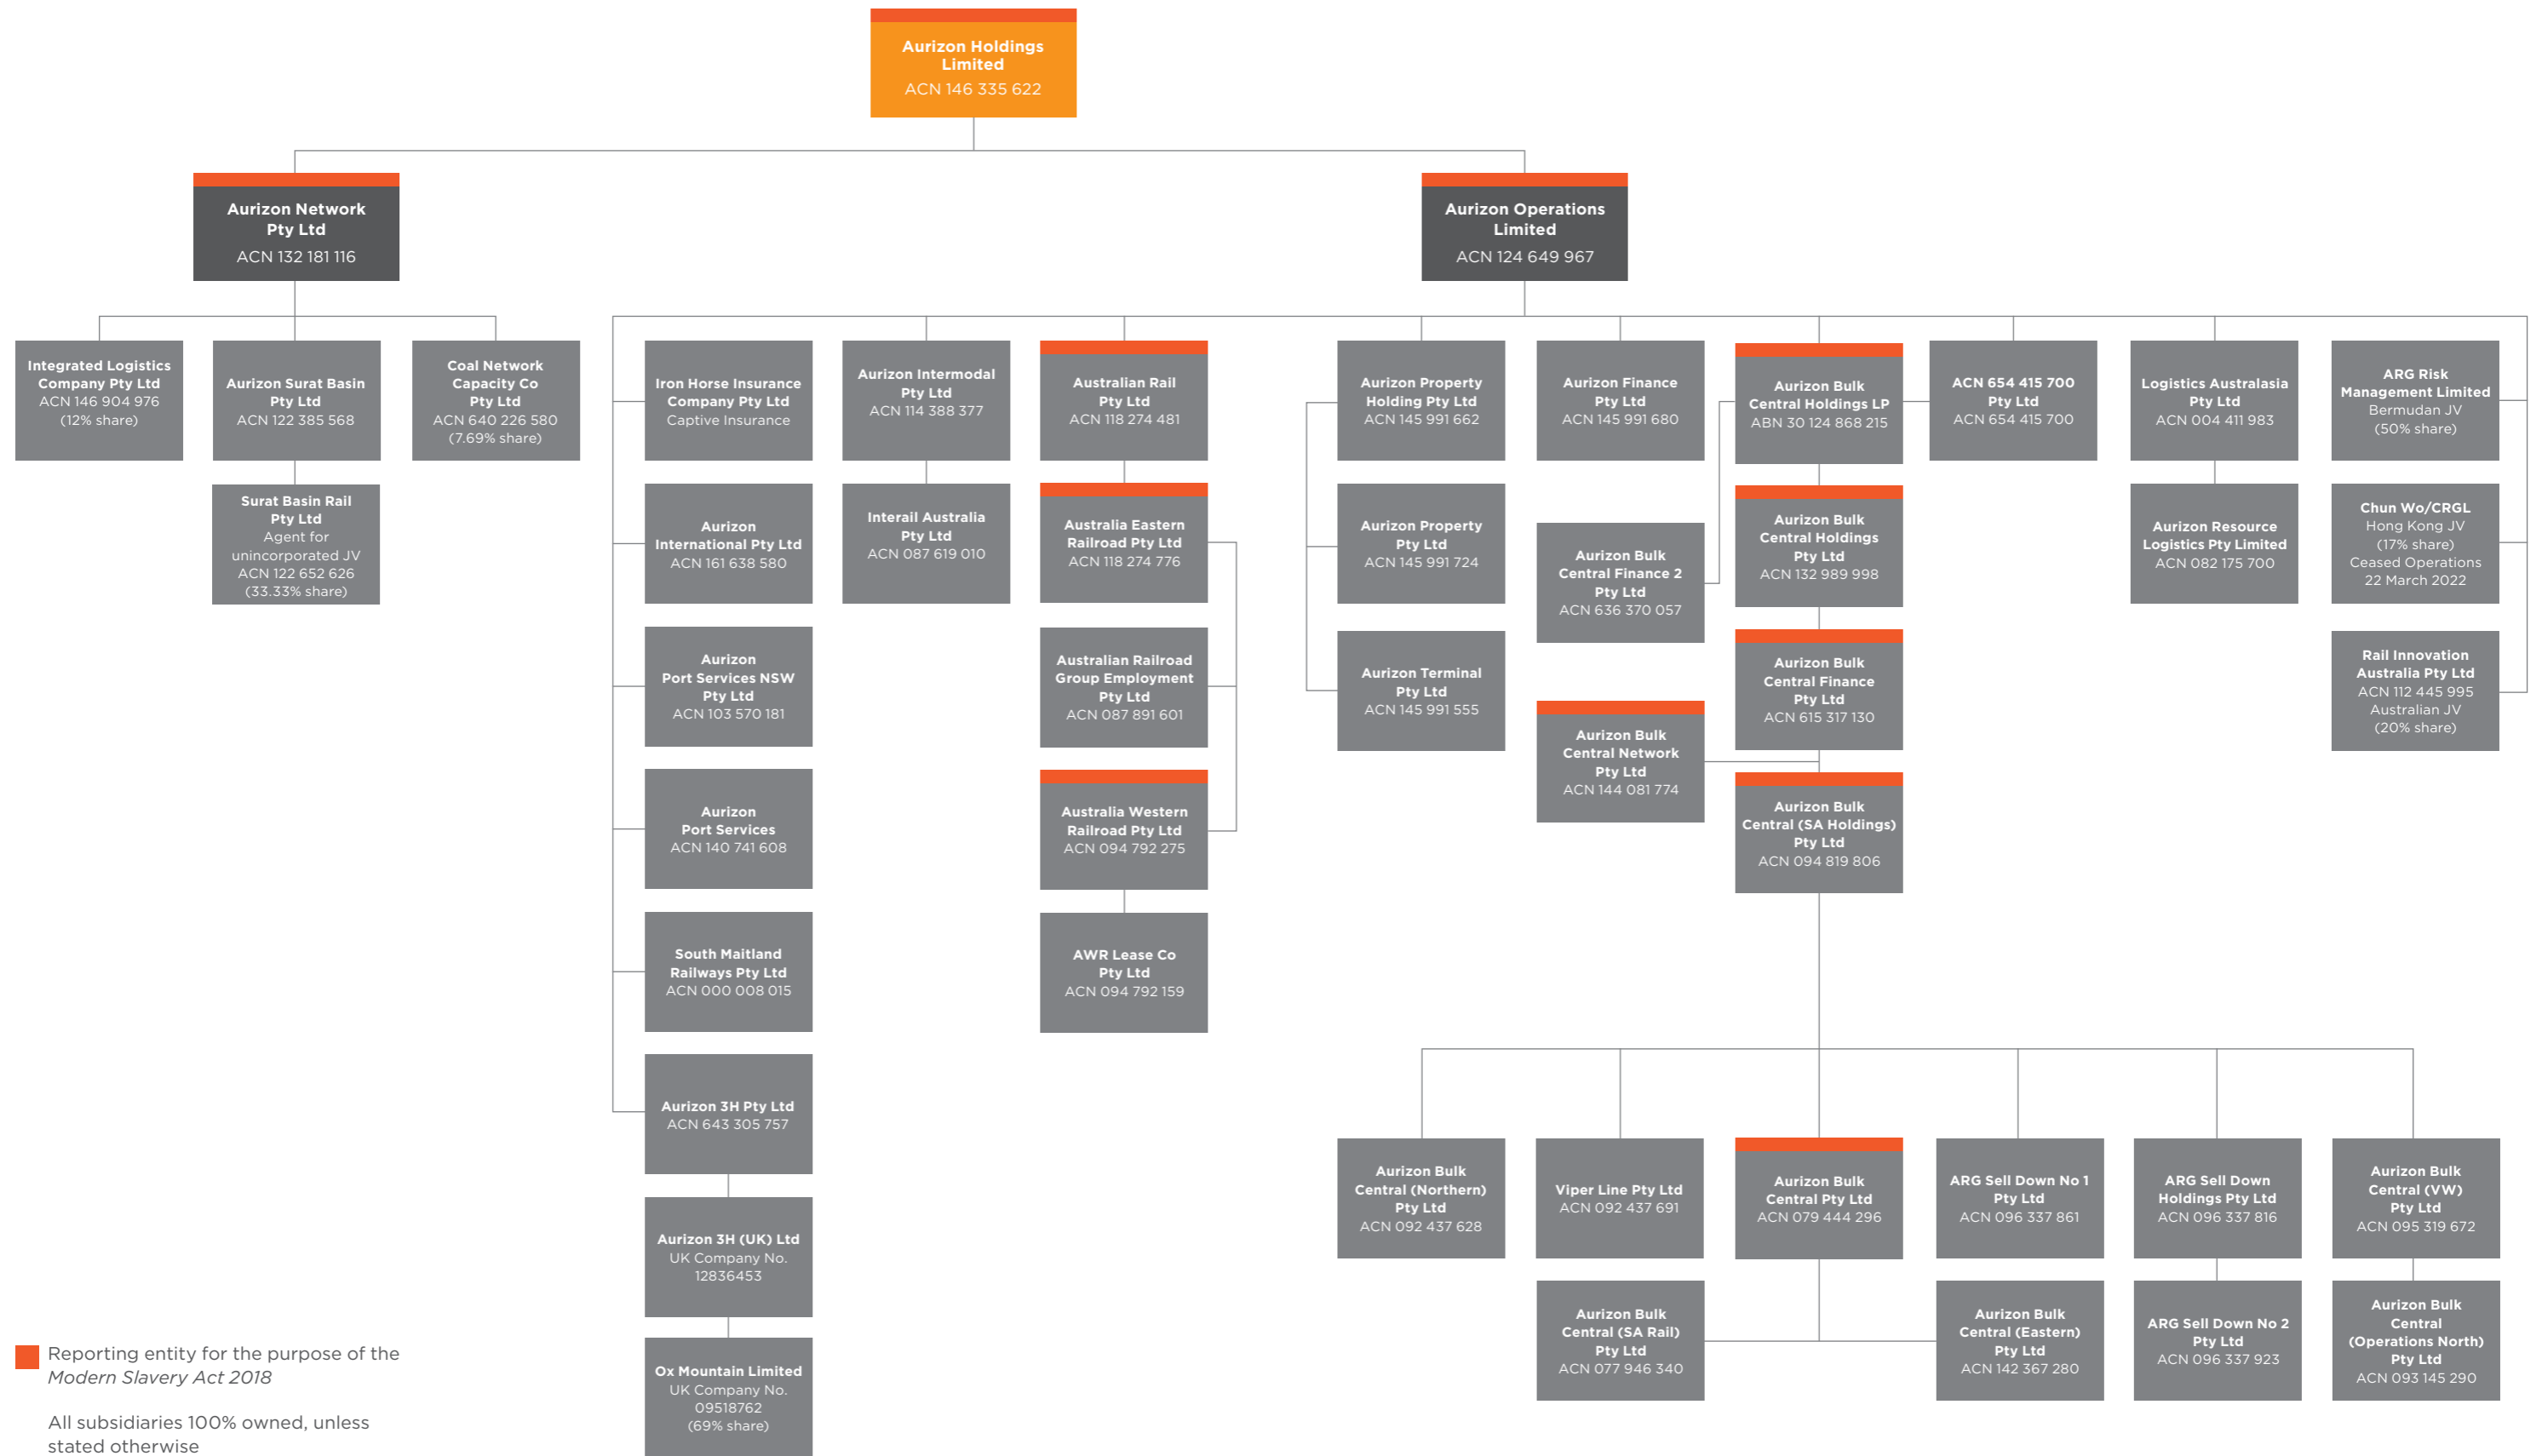 Aurizon Holdings
Limited
ACN 146 335 622
Aurizon Network
Pty Ltd
ACN 132 181 116
Aurizon Operations
Limited
ACN 124 649 967
Integrated Logistics
Company Pty Ltd
ACN 146 904 976
(12% share)
Aurizon Surat Basin
Pty Ltd
ACN 122 385 568
Coal Network
Capacity Co
Pty Ltd
ACN 640 226 580
(7.69% share)
Surat Basin Rail
Pty Ltd
Agent for
unincorporated JV
ACN 122 652 626
(33.33% share)
Iron Horse Insurance
Company Pty Ltd
Captive Insurance
Aurizon
International Pty Ltd
ACN 161 638 580
Aurizon
Port Services NSW
Pty Ltd
ACN 103 570 181
Aurizon
Port Services
ACN 140 741 608
South Maitland
Railways Pty Ltd
ACN 000 008 015
Aurizon 3H Pty Ltd
ACN 643 305 757
Aurizon 3H (UK) Ltd
UK Company No.
12836453
Ox Mountain Limited
UK Company No.
09518762
(69% share)
Aurizon Intermodal
Pty Ltd
ACN 114 388 377
Interail Australia
Pty Ltd
ACN 087 619 010
Australian Rail
Pty Ltd
ACN 118 274 481
Australia Eastern
Railroad Pty Ltd
ACN 118 274 776
Australian Railroad
Group Employment
Pty Ltd
ACN 087 891 601
Australia Western
Railroad Pty Ltd
ACN 094 792 275
AWR Lease Co
Pty Ltd
ACN 094 792 159
Aurizon Property
Holding Pty Ltd
ACN 145 991 662
Aurizon Property
Pty Ltd
ACN 145 991 724
Aurizon Terminal
Pty Ltd
ACN 145 991 555
Aurizon Finance
Pty Ltd
ACN 145 991 680
Aurizon Bulk
Central Finance 2
Pty Ltd
ACN 636 370 057
Aurizon Bulk
Central Network
Pty Ltd
ACN 144 081 774
Aurizon Bulk
Central Holdings LP
ABN 30 124 868 215
Aurizon Bulk
Central Holdings
Pty Ltd
ACN 132 989 998
Aurizon Bulk
Central Finance
Pty Ltd
ACN 615 317 130
Aurizon Bulk
Central (SA Holdings)
Pty Ltd
ACN 094 819 806
ACN 654 415 700
Pty Ltd
ACN 654 415 700
Logistics Australasia
Pty Ltd
ACN 004 411 983
Aurizon Resource
Logistics Pty Limited
ACN 082 175 700
ARG Risk
Management Limited
Bermudan JV
(50% share)
Chun Wo/CRGL
Hong Kong JV
(17% share)
Ceased Operations
22 March 2022
Rail Innovation
Australia Pty Ltd
ACN 112 445 995
Australian JV
(20% share)
Aurizon Bulk
Central (Northern)
Pty Ltd
ACN 092 437 628
Viper Line Pty Ltd
ACN 092 437 691
Aurizon Bulk
Central Pty Ltd
ACN 079 444 296
ARG Sell Down No 1
Pty Ltd
ACN 096 337 861
ARG Sell Down
Holdings Pty Ltd
ACN 096 337 816
Aurizon Bulk
Central (VW)
Pty Ltd
ACN 095 319 672
Aurizon Bulk
Central (SA Rail)
Pty Ltd
ACN 077 946 340
Aurizon Bulk
Central (Eastern)
Pty Ltd
ACN 142 367 280
ARG Sell Down No 2
Pty Ltd
ACN 096 337 923
Aurizon Bulk
Central
(Operations North)
Pty Ltd
ACN 093 145 290
Reporting entity for the purpose of the
Modern Slavery Act 2018
All subsidiaries 100% owned, unless
stated otherwise